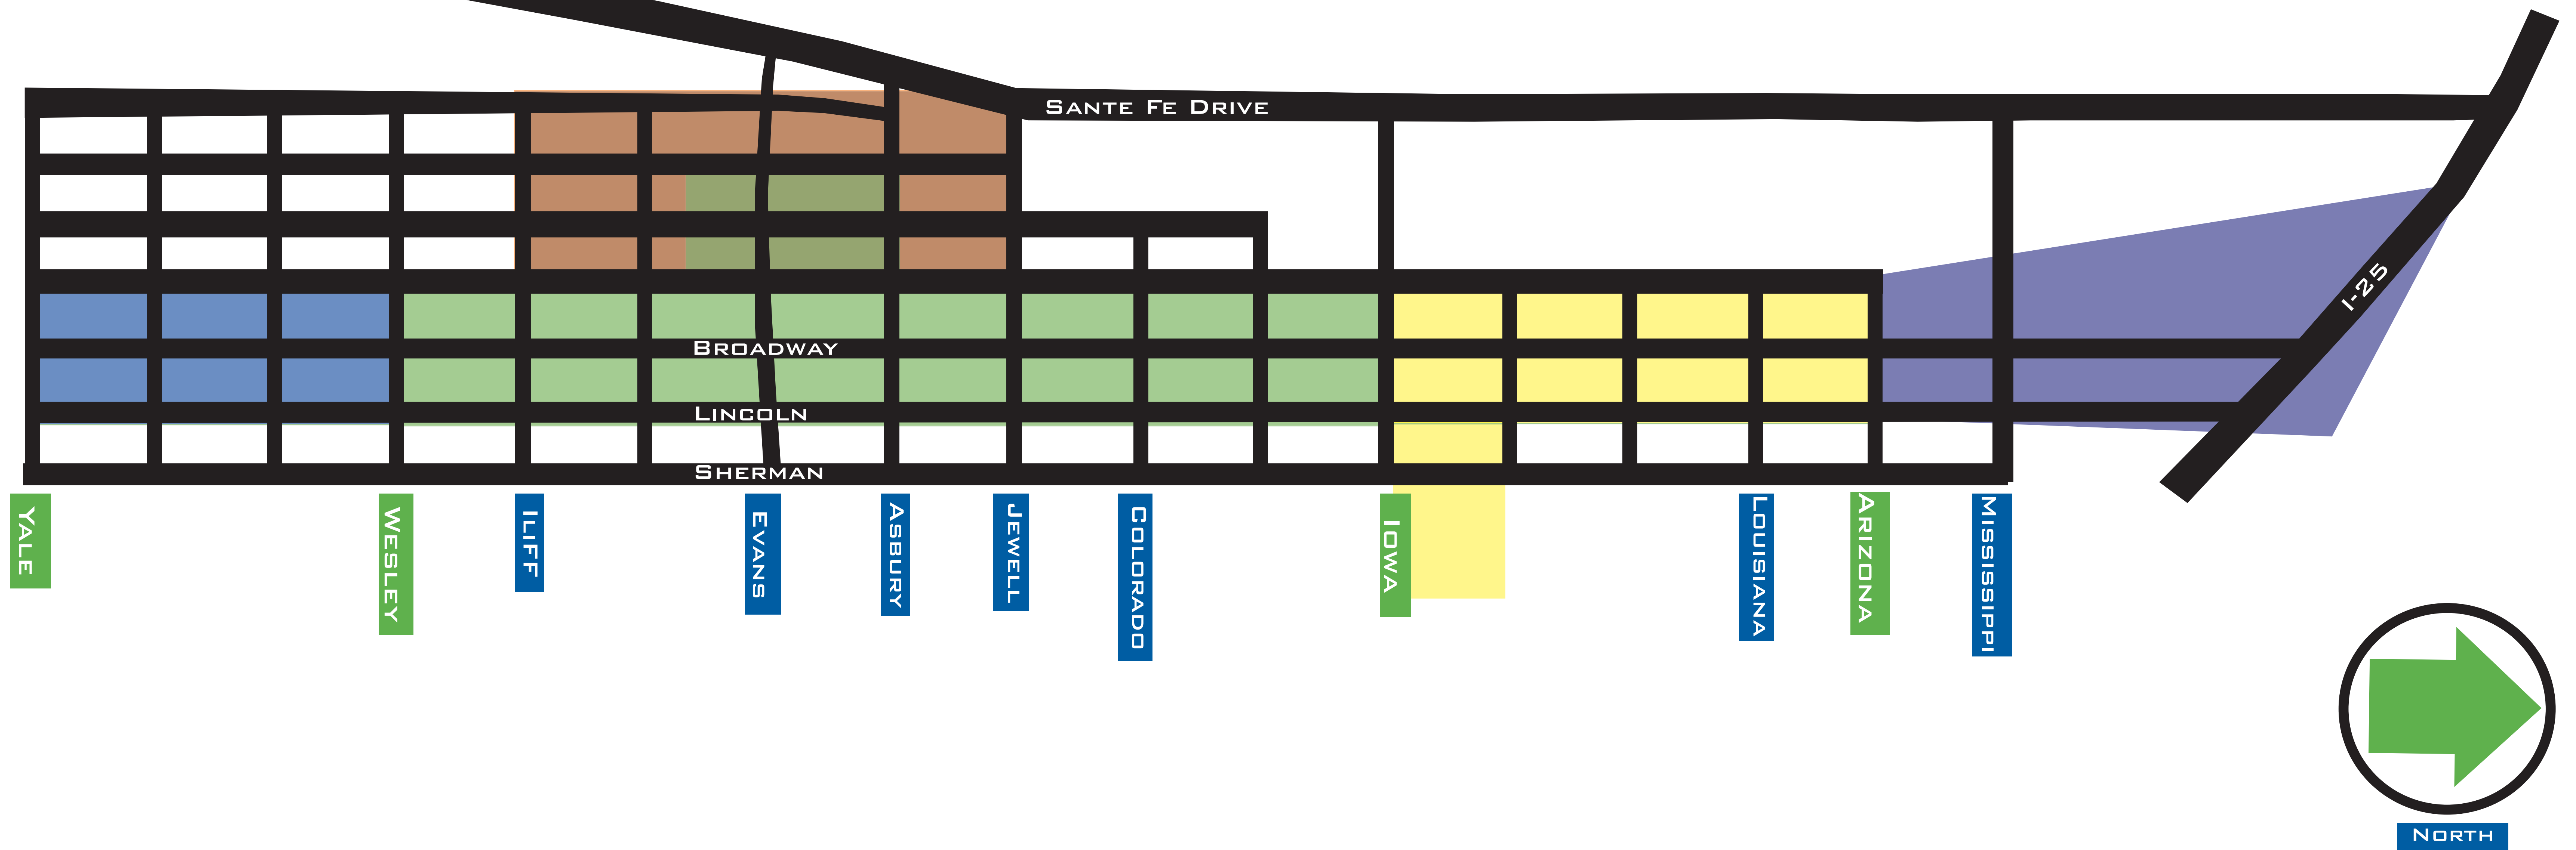 Sante Fe Drive
I-25
Broadway
Lincoln
Sherman
Yale
Wesley
Iliff
Evans
Asbury
Jewell
Colorado
Iowa
Louisiana
Arizona
Mississippi
North